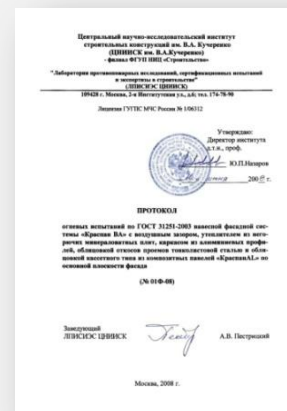 Центральный научно-исследовательский институт
строительных конструкций им. В.А. Кучеренко
(ЦНИИСК им. В.А.Кучеренко)
- филиал ФГУП НИЦ «Строительство»
"Лаборатория противопожарных исследований, сертификационных испытаний
и экспертизы в строительстве"
(ЛПИСИЭС ЦНИИСК)
109428 г. Москва, 2-я Институтская ул., д.6; тел. 174-78-90
Лицензия ГУГПС МЧС России № 1/06312
Утверждаю:
Директор института
д.т.н., проф.
Ю.П.Назаров
ПРОТОКОЛ
огневых испытаний по ГОСТ 31251-2003 навесной фасадной сис-
темы «Краспан ВА» с воздушным зазором, утеплителем из него-
рючих минераловатных плит, каркасом из алюминиевых профи-
лей, облицовкой откосов проемов тонколистовой сталью и обли-
цовкой кассетного типа из композитных панелей «КраспанAL» по
основной плоскости фасада
(№ 01Ф-08)
Заведующий
ЛПИСИЭС ЦНИИСК
А.В. Пестрицкий
Москва, 2008 г.